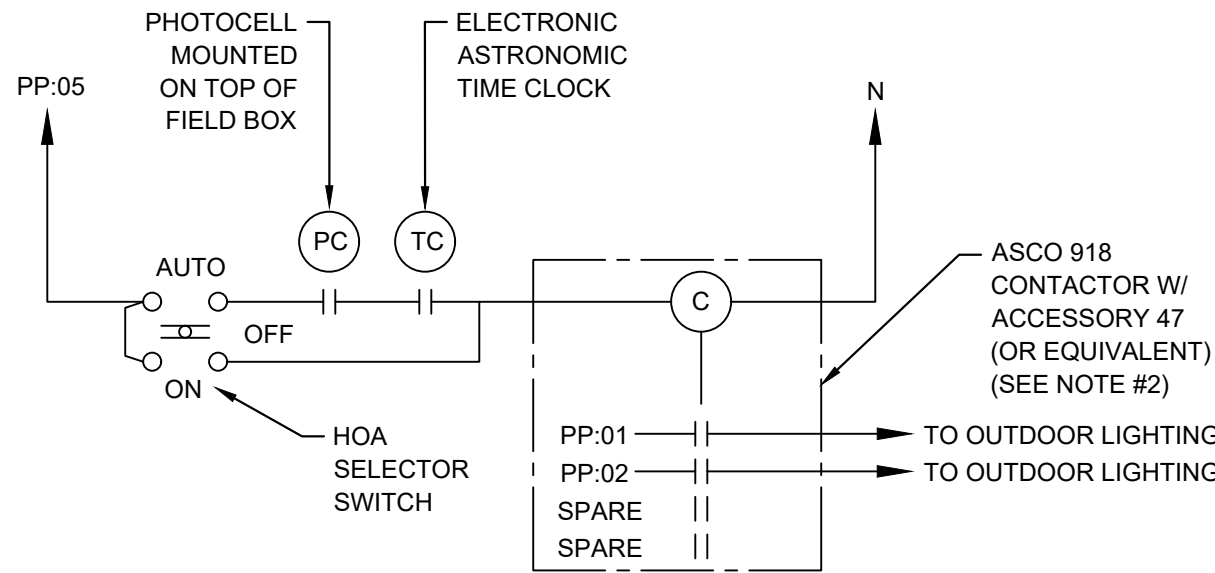 PHOTOCELL
MOUNTED
ON TOP OF
FIELD BOX
ELECTRONIC
ASTRONOMIC
TIME CLOCK
PP:05
N
PC
TC
AUTO
OFF
ON
HOA
SELECTOR
SWITCH
C
ASCO 918
CONTACTOR W/
ACCESSORY 47
(OR EQUIVALENT)
(SEE NOTE #2)
PP:01
TO OUTDOOR LIGHTING
PP:02
TO OUTDOOR LIGHTING
SPARE
SPARE